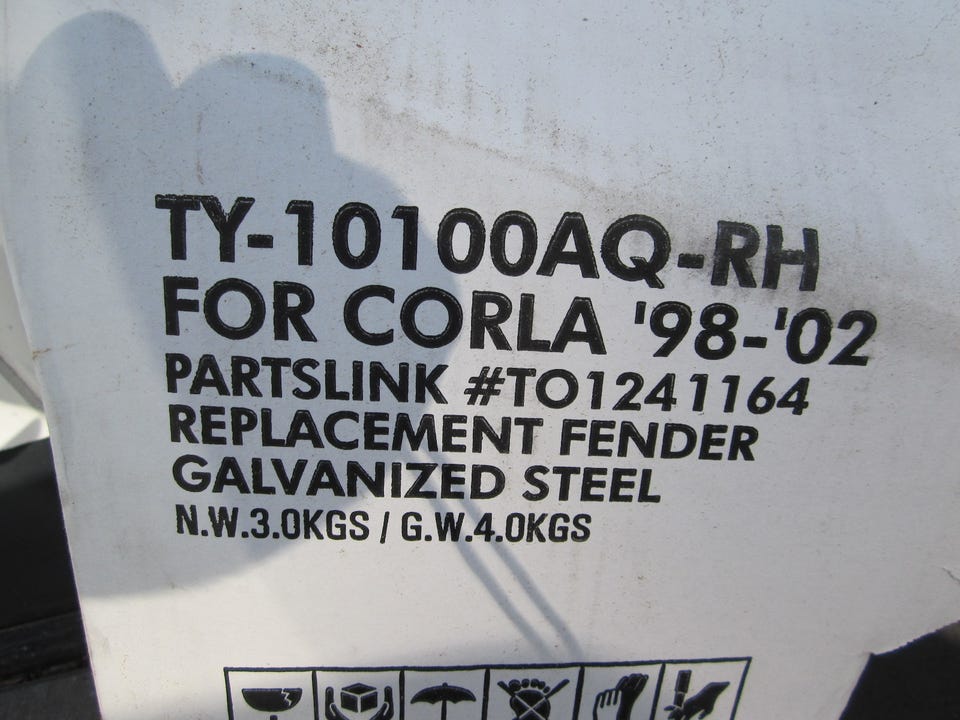 TY-10100AQ-RH
FOR CORLA '98-'02
PARTSLINK #TO1241164
REPLACEMENT FENDER
GALVANIZED STEEL
N.W.3.0KGS / G.W.4.0KGS